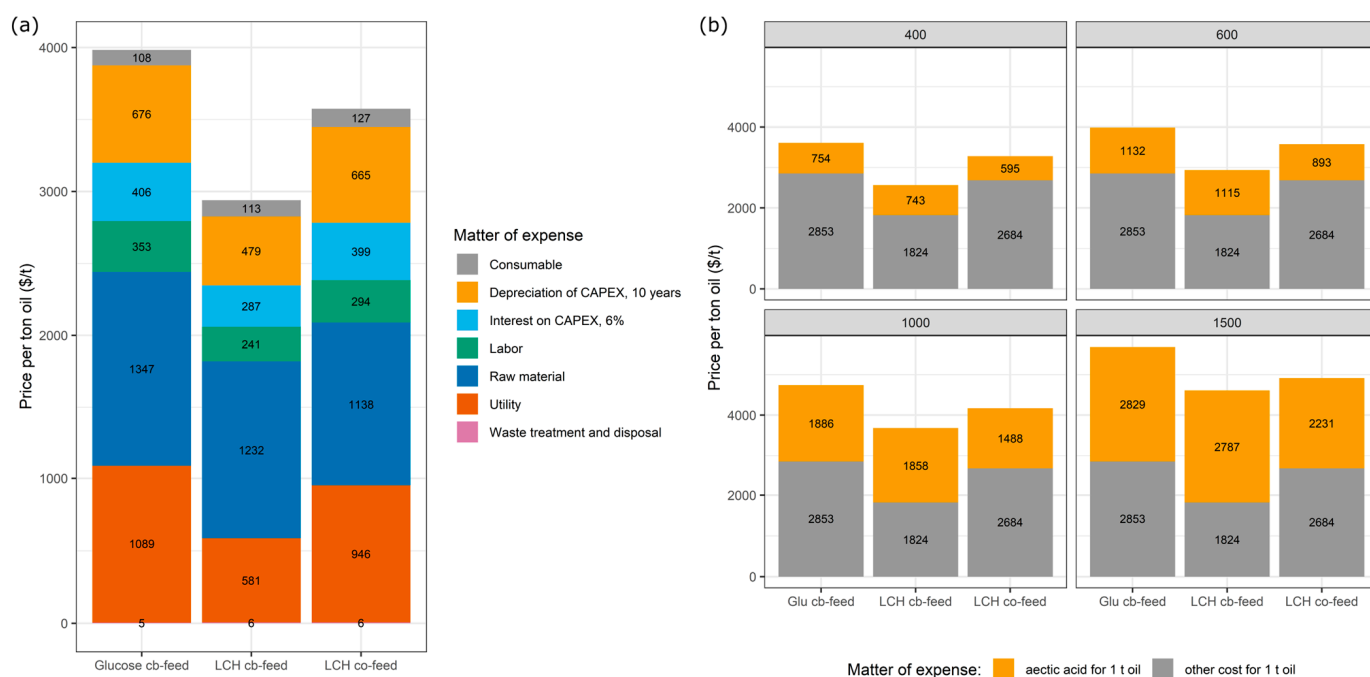 (a)
Price per ton oil ($/t)
4000
3000
2000
1000
0
108
676
406
353
1347
1089
5
113
479
287
241
1232
581
6
127
665
399
294
1138
946
6
Glucose cb-feed
LCH cb-feed
LCH co-feed
Matter of expense
Consumable
Depreciation of CAPEX, 10 years
Interest on CAPEX, 6%
Labor
Raw material
Utility
Waste treatment and disposal
(b)
Price per ton oil ($/t)
400
4000
2000
0
754
2853
743
1824
595
2684
600
Price per ton oil ($/t)
1132
2853
1115
1824
893
2684
1000
4000
2000
0
1886
2853
1858
1824
1488
2684
Glu cb-feed
LCH cb-feed
LCH co-feed
1500
2829
2853
2787
1824
2231
2684
Glu cb-feed
LCH cb-feed
LCH co-feed
Matter of expense:
aectic acid for 1 t oil
other cost for 1 t oil